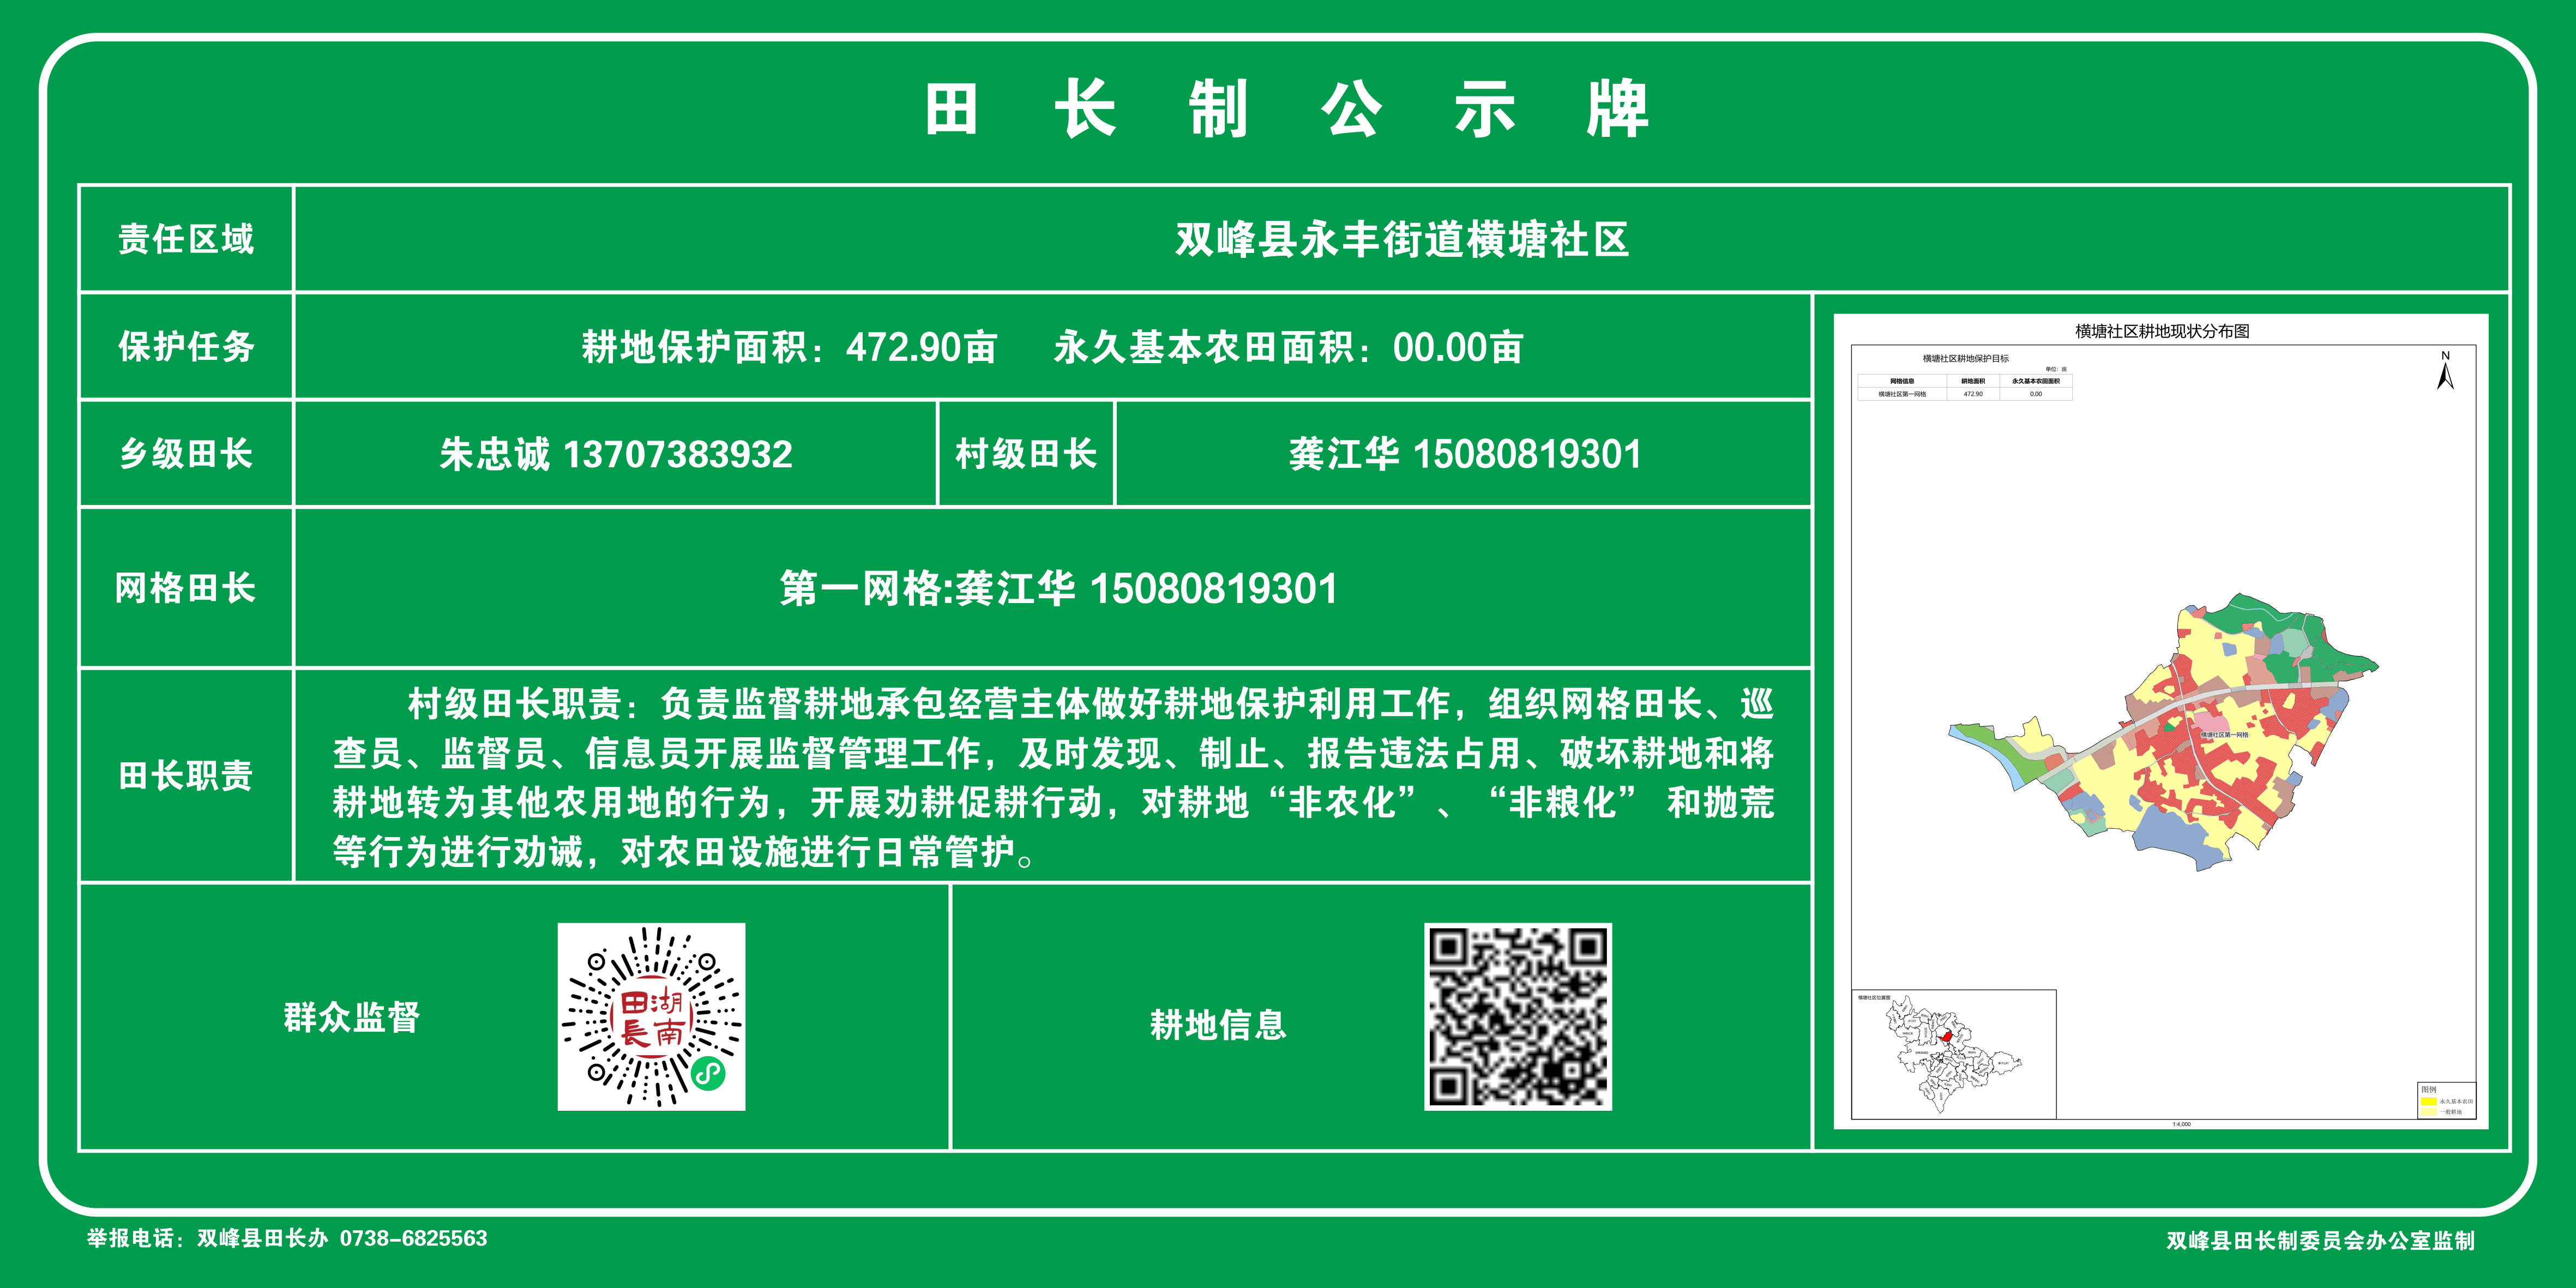 田长制公示牌
责任区域
双峰县永丰街道横塘社区
保护任务
耕地保护面积：472.90亩 永久基本农田面积：00.00亩
乡级田长
朱忠诚 13707383932
村级田长
龚江华 15080819301
网格田长
第一网格:龚江华 15080819301
田长职责
村级田长职责：负责监督耕地承包经营主体做好耕地保护利用工作，组织网格田长、巡
查员、监督员、信息员开展监督管理工作，及时发现、制止、报告违法占用、破坏耕地和将
耕地转为其他农用地的行为，开展劝耕促耕行动，对耕地“非农化”、“非粮化” 和抛荒
等行为进行劝诫，对农田设施进行日常管护。
群众监督
湖南
田長
耕地信息
横塘社区耕地现状分布图
横塘社区耕地保护目标
单位：亩
网格信息 耕地面积 永久基本农田面积
横塘社区第一网格 472.90 0.00
N
横塘社区第一网格
横塘社区位置图
图例
永久基本农田
一般耕地
1:4,000
举报电话：双峰县田长办 0738-6825563
双峰县田长制委员会办公室监制